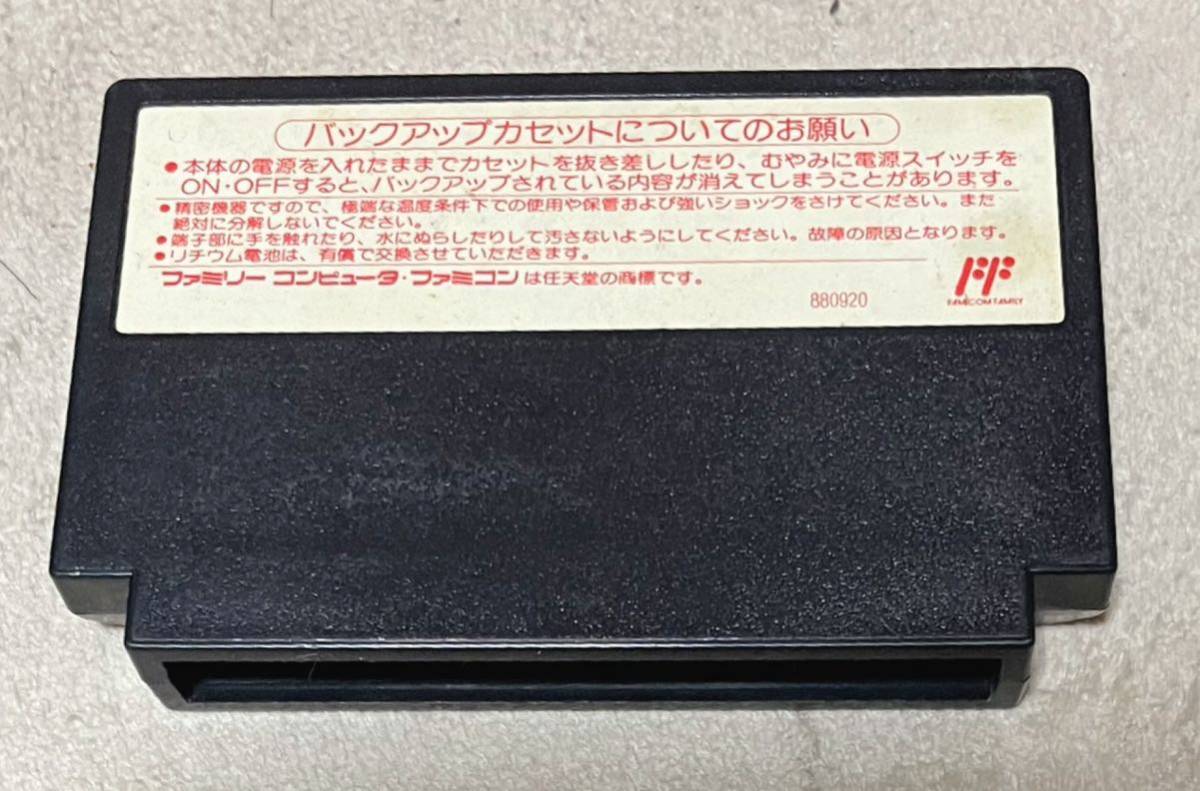 バックアップカセットについてのお願い
●本体の電源を入れたままでカセットを抜き差ししたり、むやみに電源スイッチを
ON・OFFすると、バックアップされている内容が消えてしまうことがあります。
●精密機器ですので、極端な温度条件下での使用や保管および強いショックをさけてください。また
絶対に分解しないでください。
●端子部に手を触れたり、水にぬらしたりして汚さないようにしてください。故障の原因となります。
●リチウム電池は、有償で交換させていただきます。
ファミリー コンピュータ・ファミコンは任天堂の商標です。
880920
FAMICOM FAMILY